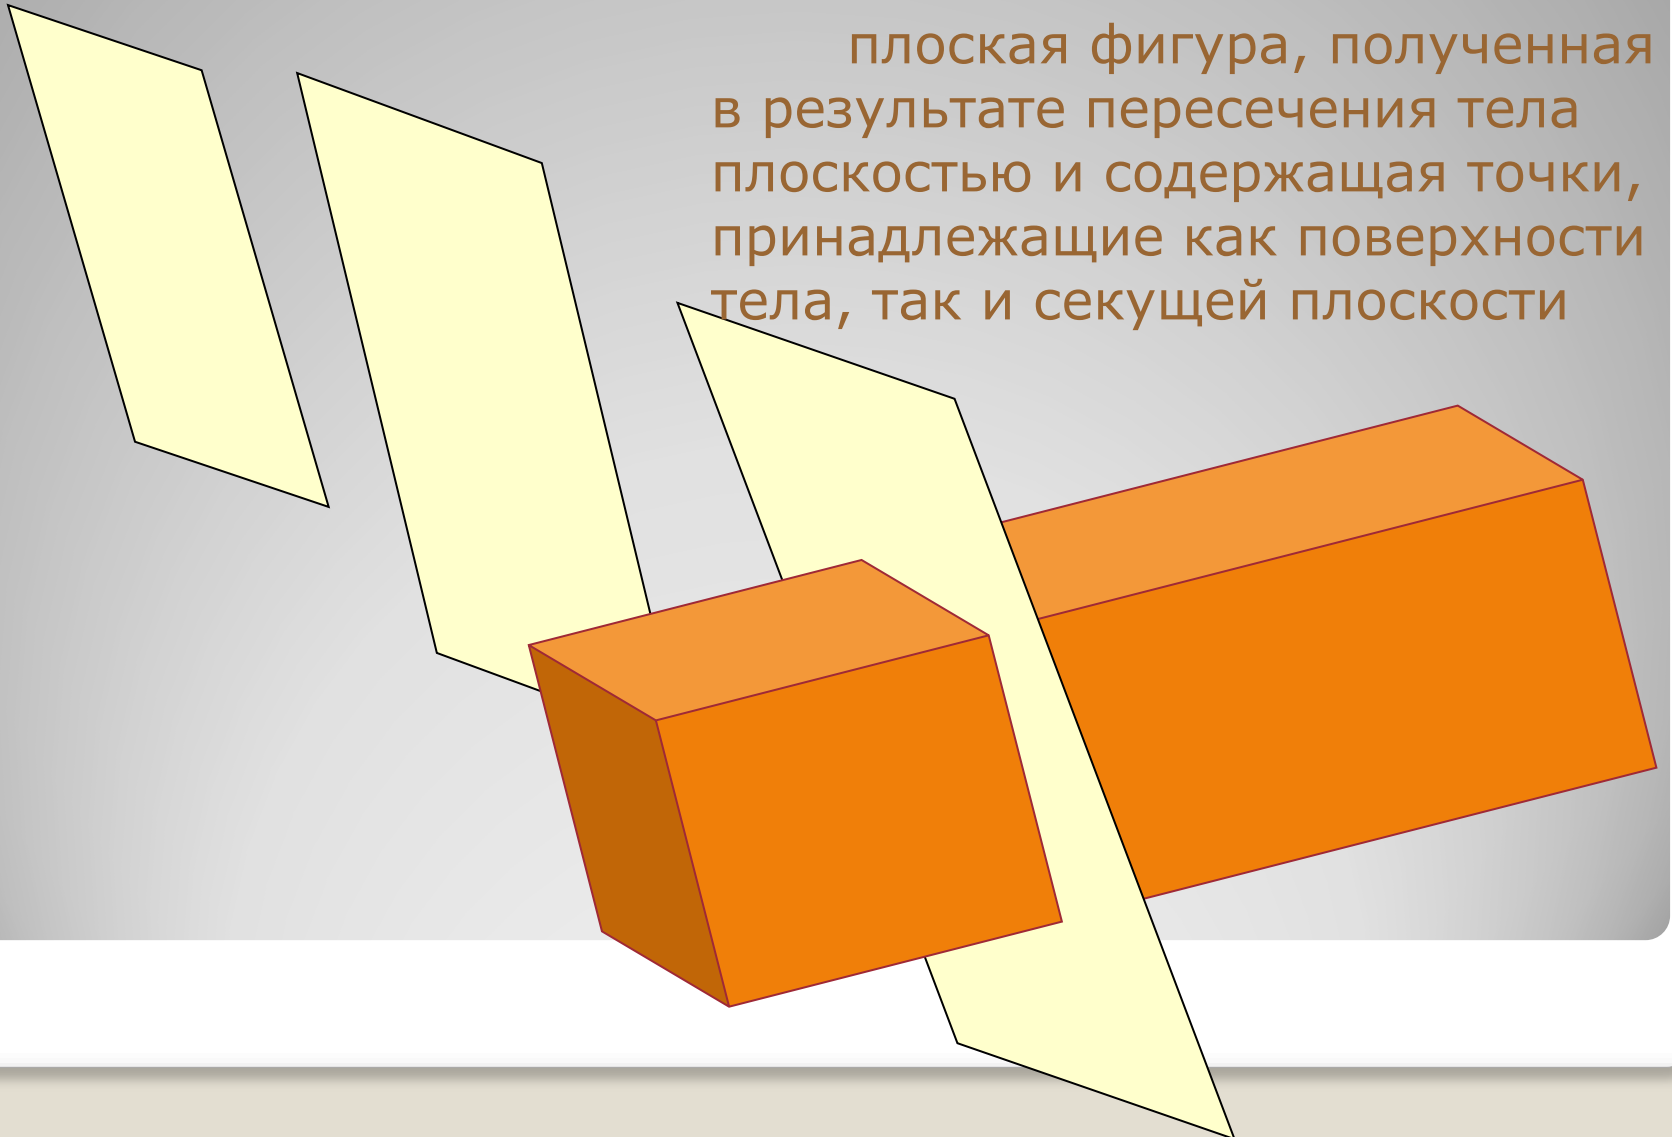 плоская фигура, полученная
в результате пересечения тела
плоскостью и содержащая точки,
принадлежащие как поверхности
тела, так и секущей плоскости